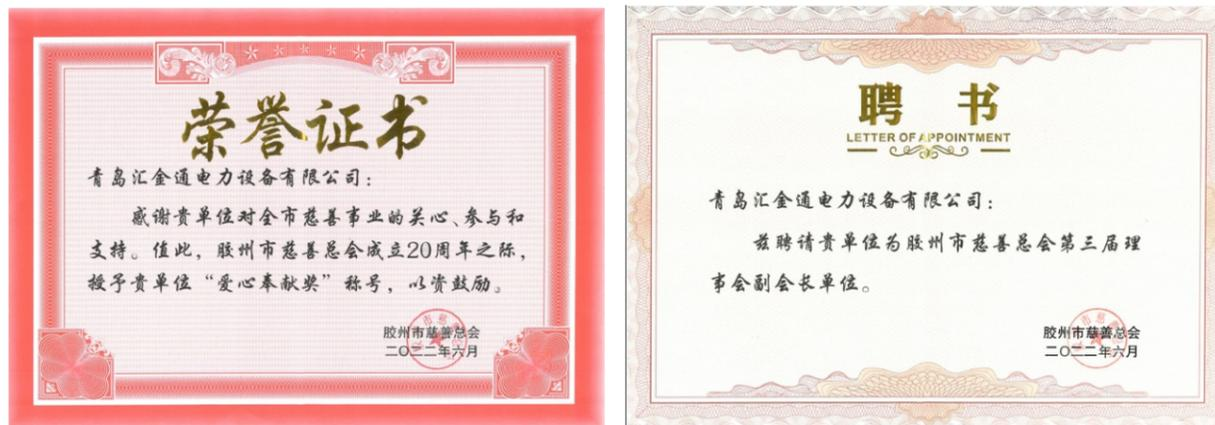 荣誉证书
青岛汇金通电力设备有限公司：
感谢贵单位对全市慈善事业的关心、参与和
支持。值此，胶州市慈善总会成立20周年之际，
授予贵单位“爱心奉献奖”称号，以资鼓励。
胶州市慈善总会
二〇二二年六月
聘 书
LETTER OF APPOINTMENT
青岛汇金通电力设备有限公司：
兹聘请贵单位为胶州市慈善总会第三届理
事会副会长单位。
胶州市慈善总会
二〇二二年六月